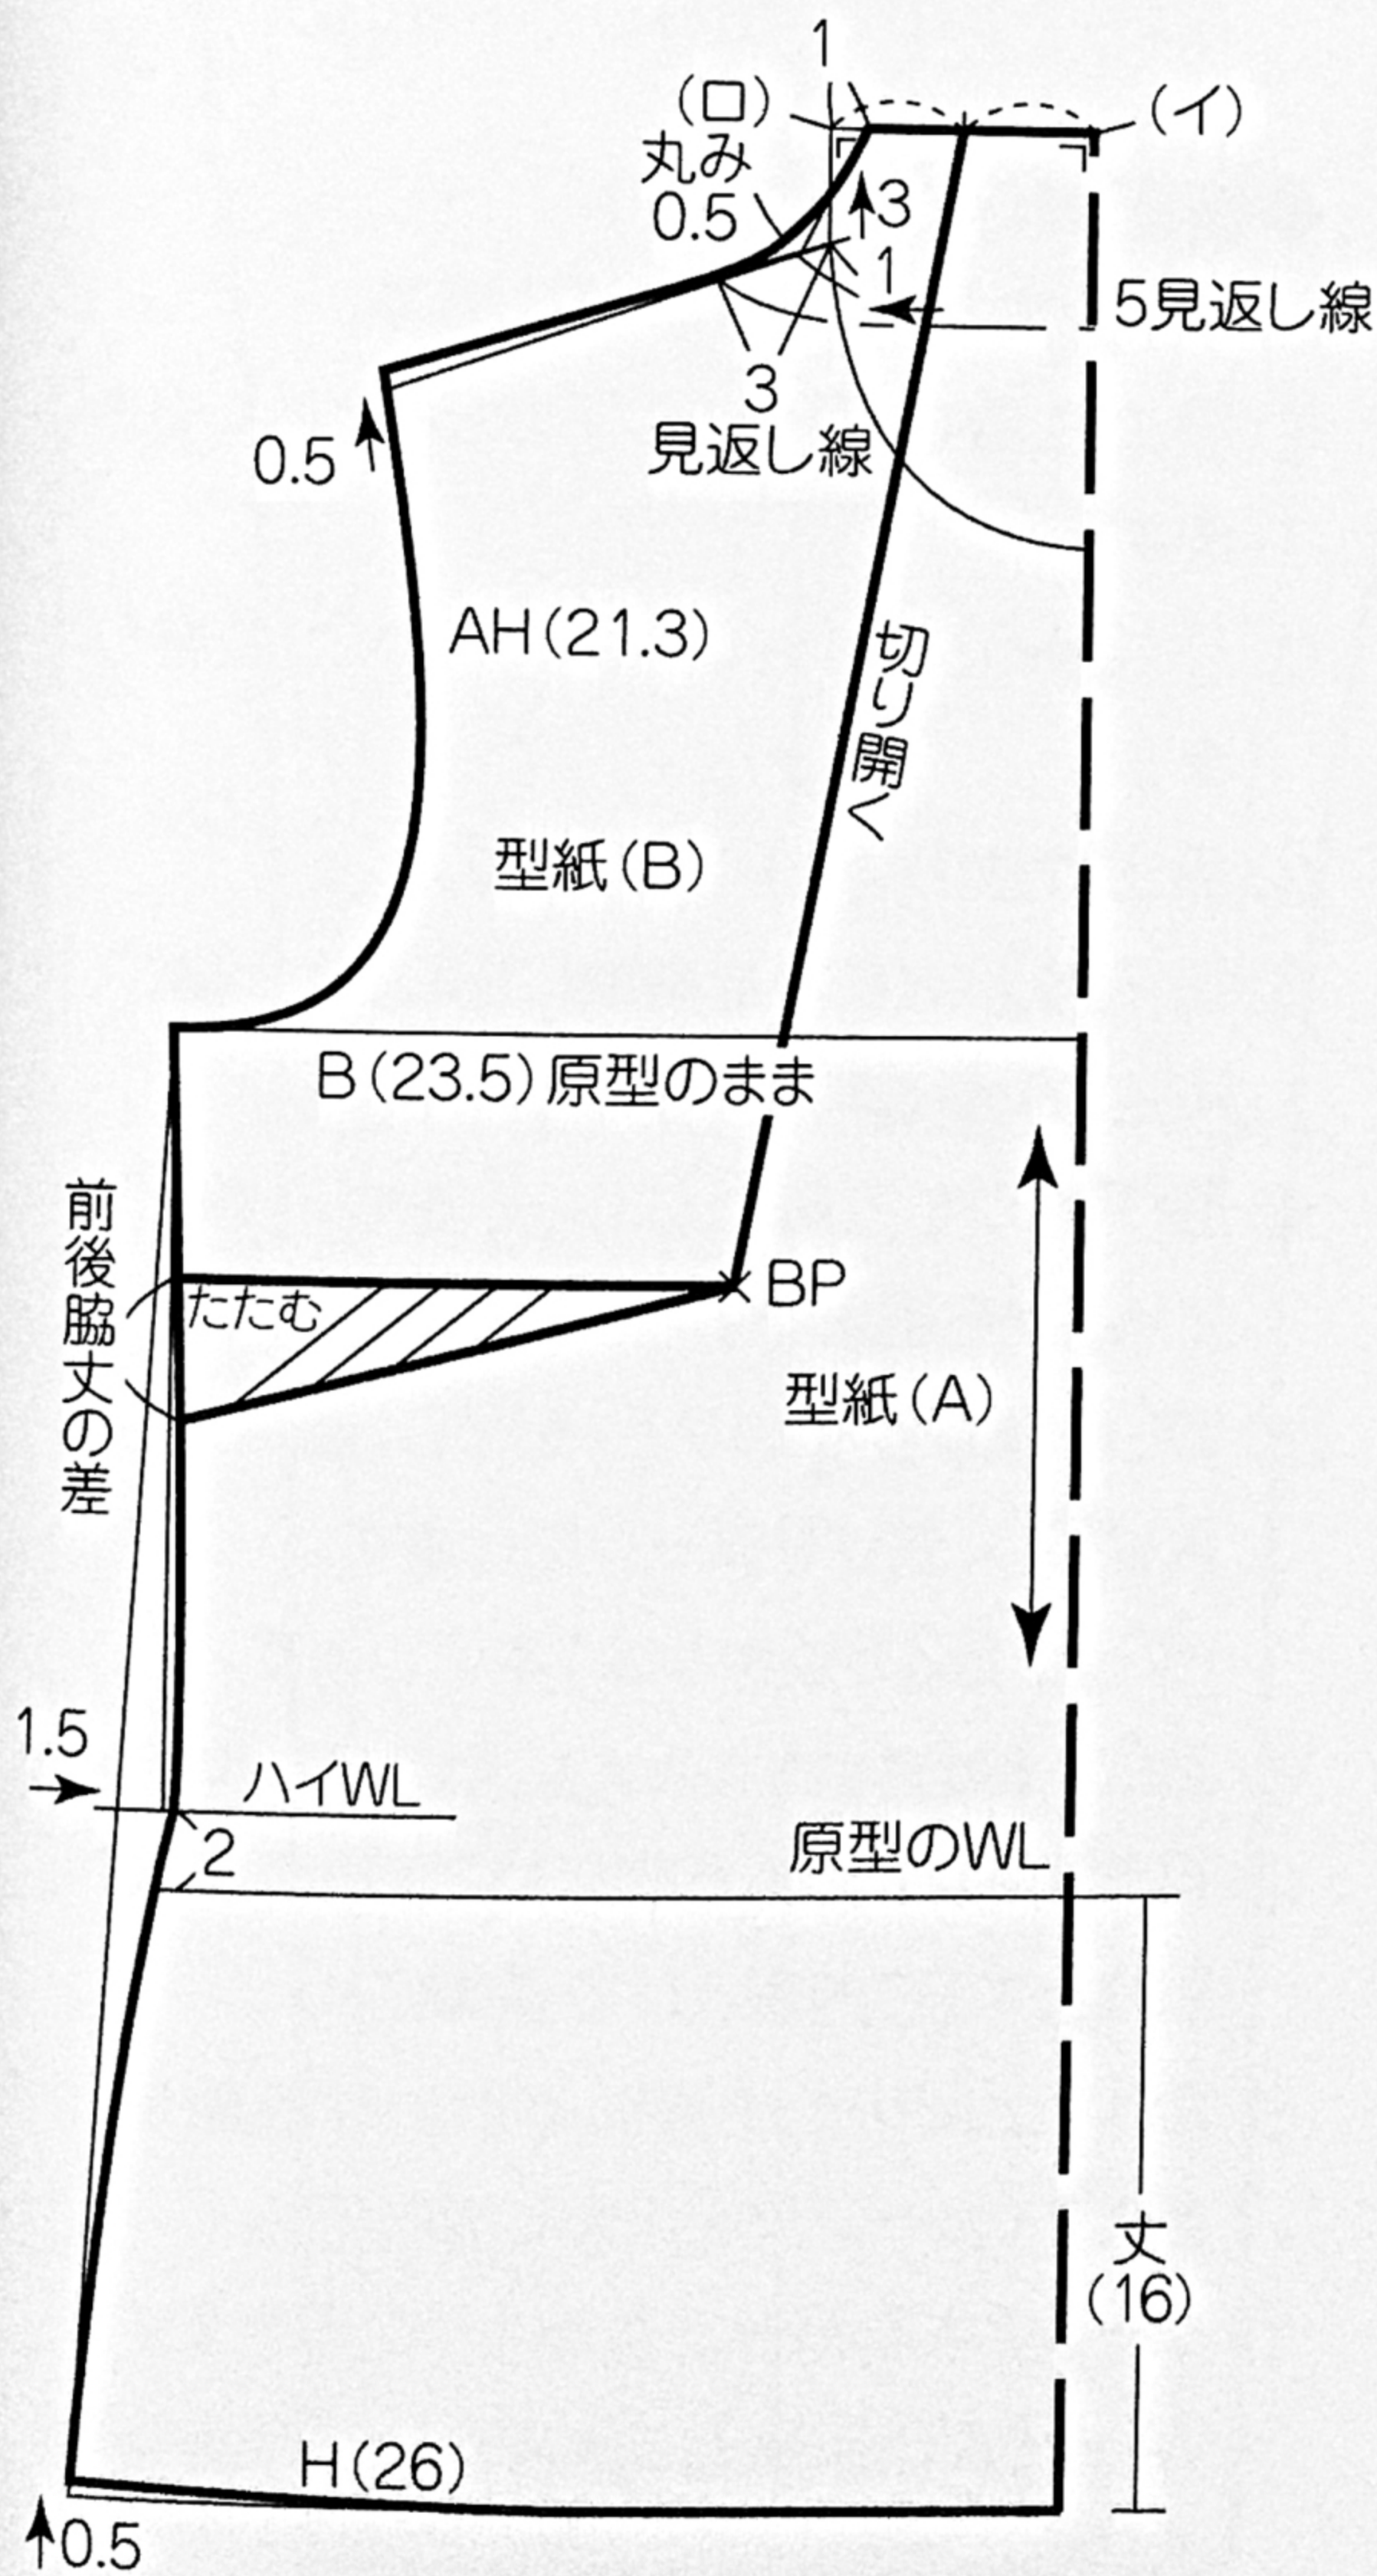 1
(ロ)
(イ)
丸み
0.5
3
1
5見返し線
3
見返し線
0.5
AH(21.3)
切り開く
型紙(B)
B(23.5)原型のまま
前後脇丈の差
たたむ
BP
型紙(A)
1.5
ハイWL
2
原型のWL
丈
(16)
H(26)
0.5